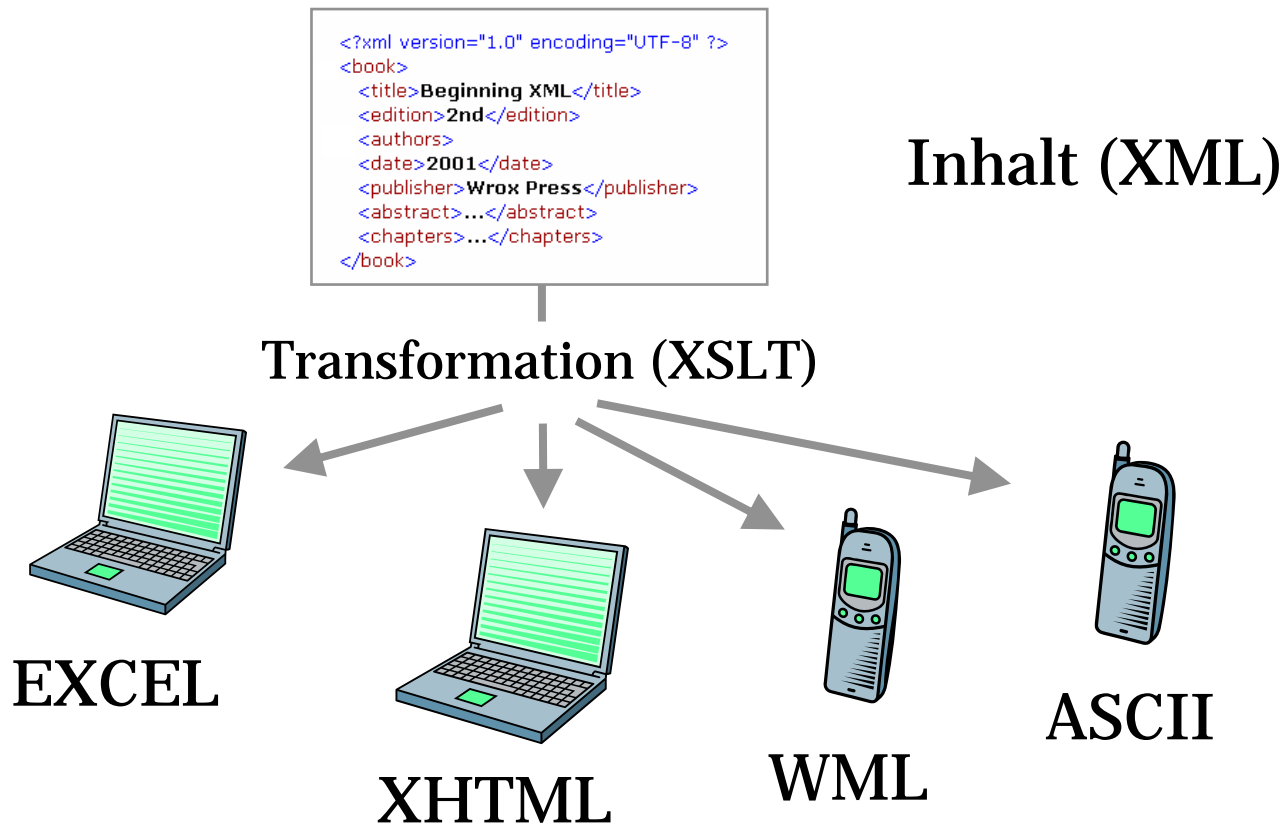 <?xml version="1.0" encoding="UTF-8" ?>
<book>
<title>Beginning XML</title>
<edition>2nd</edition>
<authors>
<date>2001</date>
<publisher>Wrox Press</publisher>
<abstract>...</abstract>
<chapters>...</chapters>
</book>
Inhalt (XML)
Transformation (XSLT)
EXCEL
XHTML
WML
ASCII